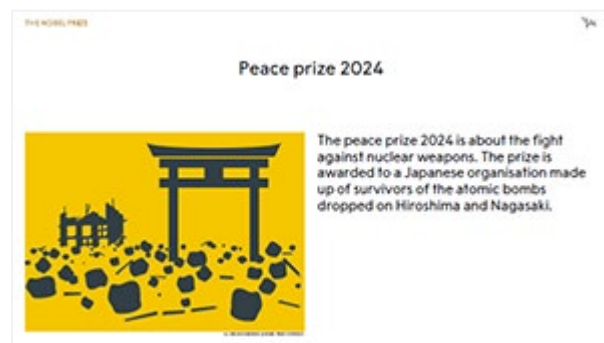 THE NOBEL PRIZE
Peace prize 2024
The peace prize 2024 is about the fight
against nuclear weapons. The prize is
awarded to a Japanese organisation made
up of survivors of the atomic bombs
dropped on Hiroshima and Nagasaki.